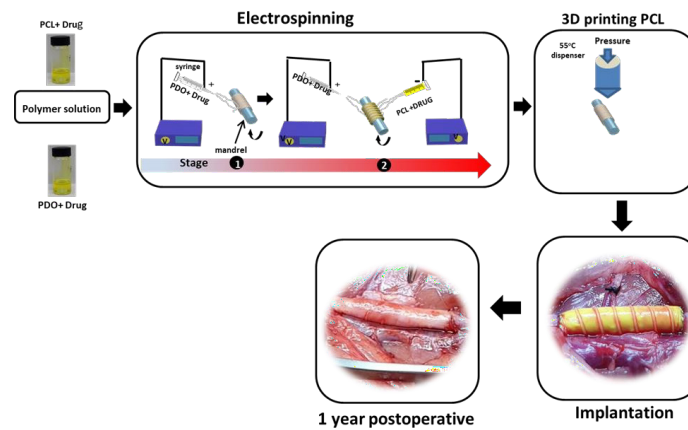 Electrospinning
3D printing PCL
PCL+ Drug
Polymer solution
PDO+ Drug
syringe
PDO+ Drug
+
V
mandrel
PDO+ Drug
+
-
PCL +DRUG
V
V
Stage
1
2
55°C
dispenser
Pressure
Implantation
1 year postoperative